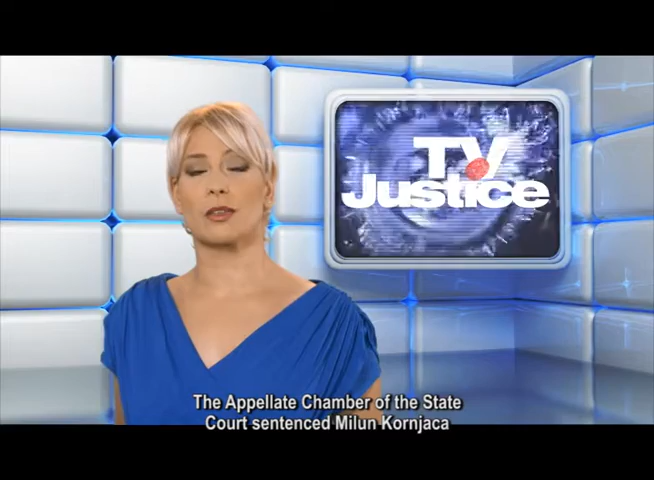 TV
Justice
The Appellate Chamber of the State
Court sentenced Milun Kornjaca